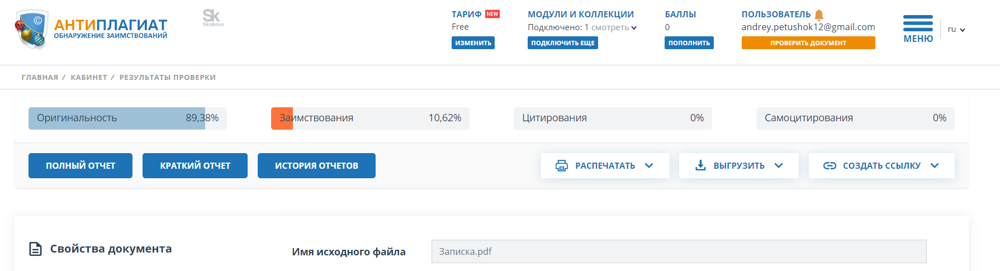 АНТИПЛАГИАТ
ОБНАРУЖЕНИЕ ЗАИМСТВОВАНИЙ
Sk
Skolkovo
ТАРИФ NEW
Free
ИЗМЕНИТЬ
МОДУЛИ И КОЛЛЕКЦИИ
Подключено: 1 смотреть
ПОДКЛЮЧИТЬ ЕЩЕ
БАЛЛЫ
0
ПОПОЛНИТЬ
ПОЛЬЗОВАТЕЛЬ
andrey.petushok12@gmail.com
ПРОВЕРИТЬ ДОКУМЕНТ
МЕНЮ
ru
ГЛАВНАЯ / КАБИНЕТ / РЕЗУЛЬТАТЫ ПРОВЕРКИ
Оригинальность 89,38%
Заимствования 10,62%
Цитирования 0%
Самоцитирования 0%
ПОЛНЫЙ ОТЧЕТ
КРАТКИЙ ОТЧЕТ
ИСТОРИЯ ОТЧЕТОВ
РАСПЕЧАТАТЬ
ВЫГРУЗИТЬ
СОЗДАТЬ ССЫЛКУ
Свойства документа
Имя исходного файла
Записка.pdf